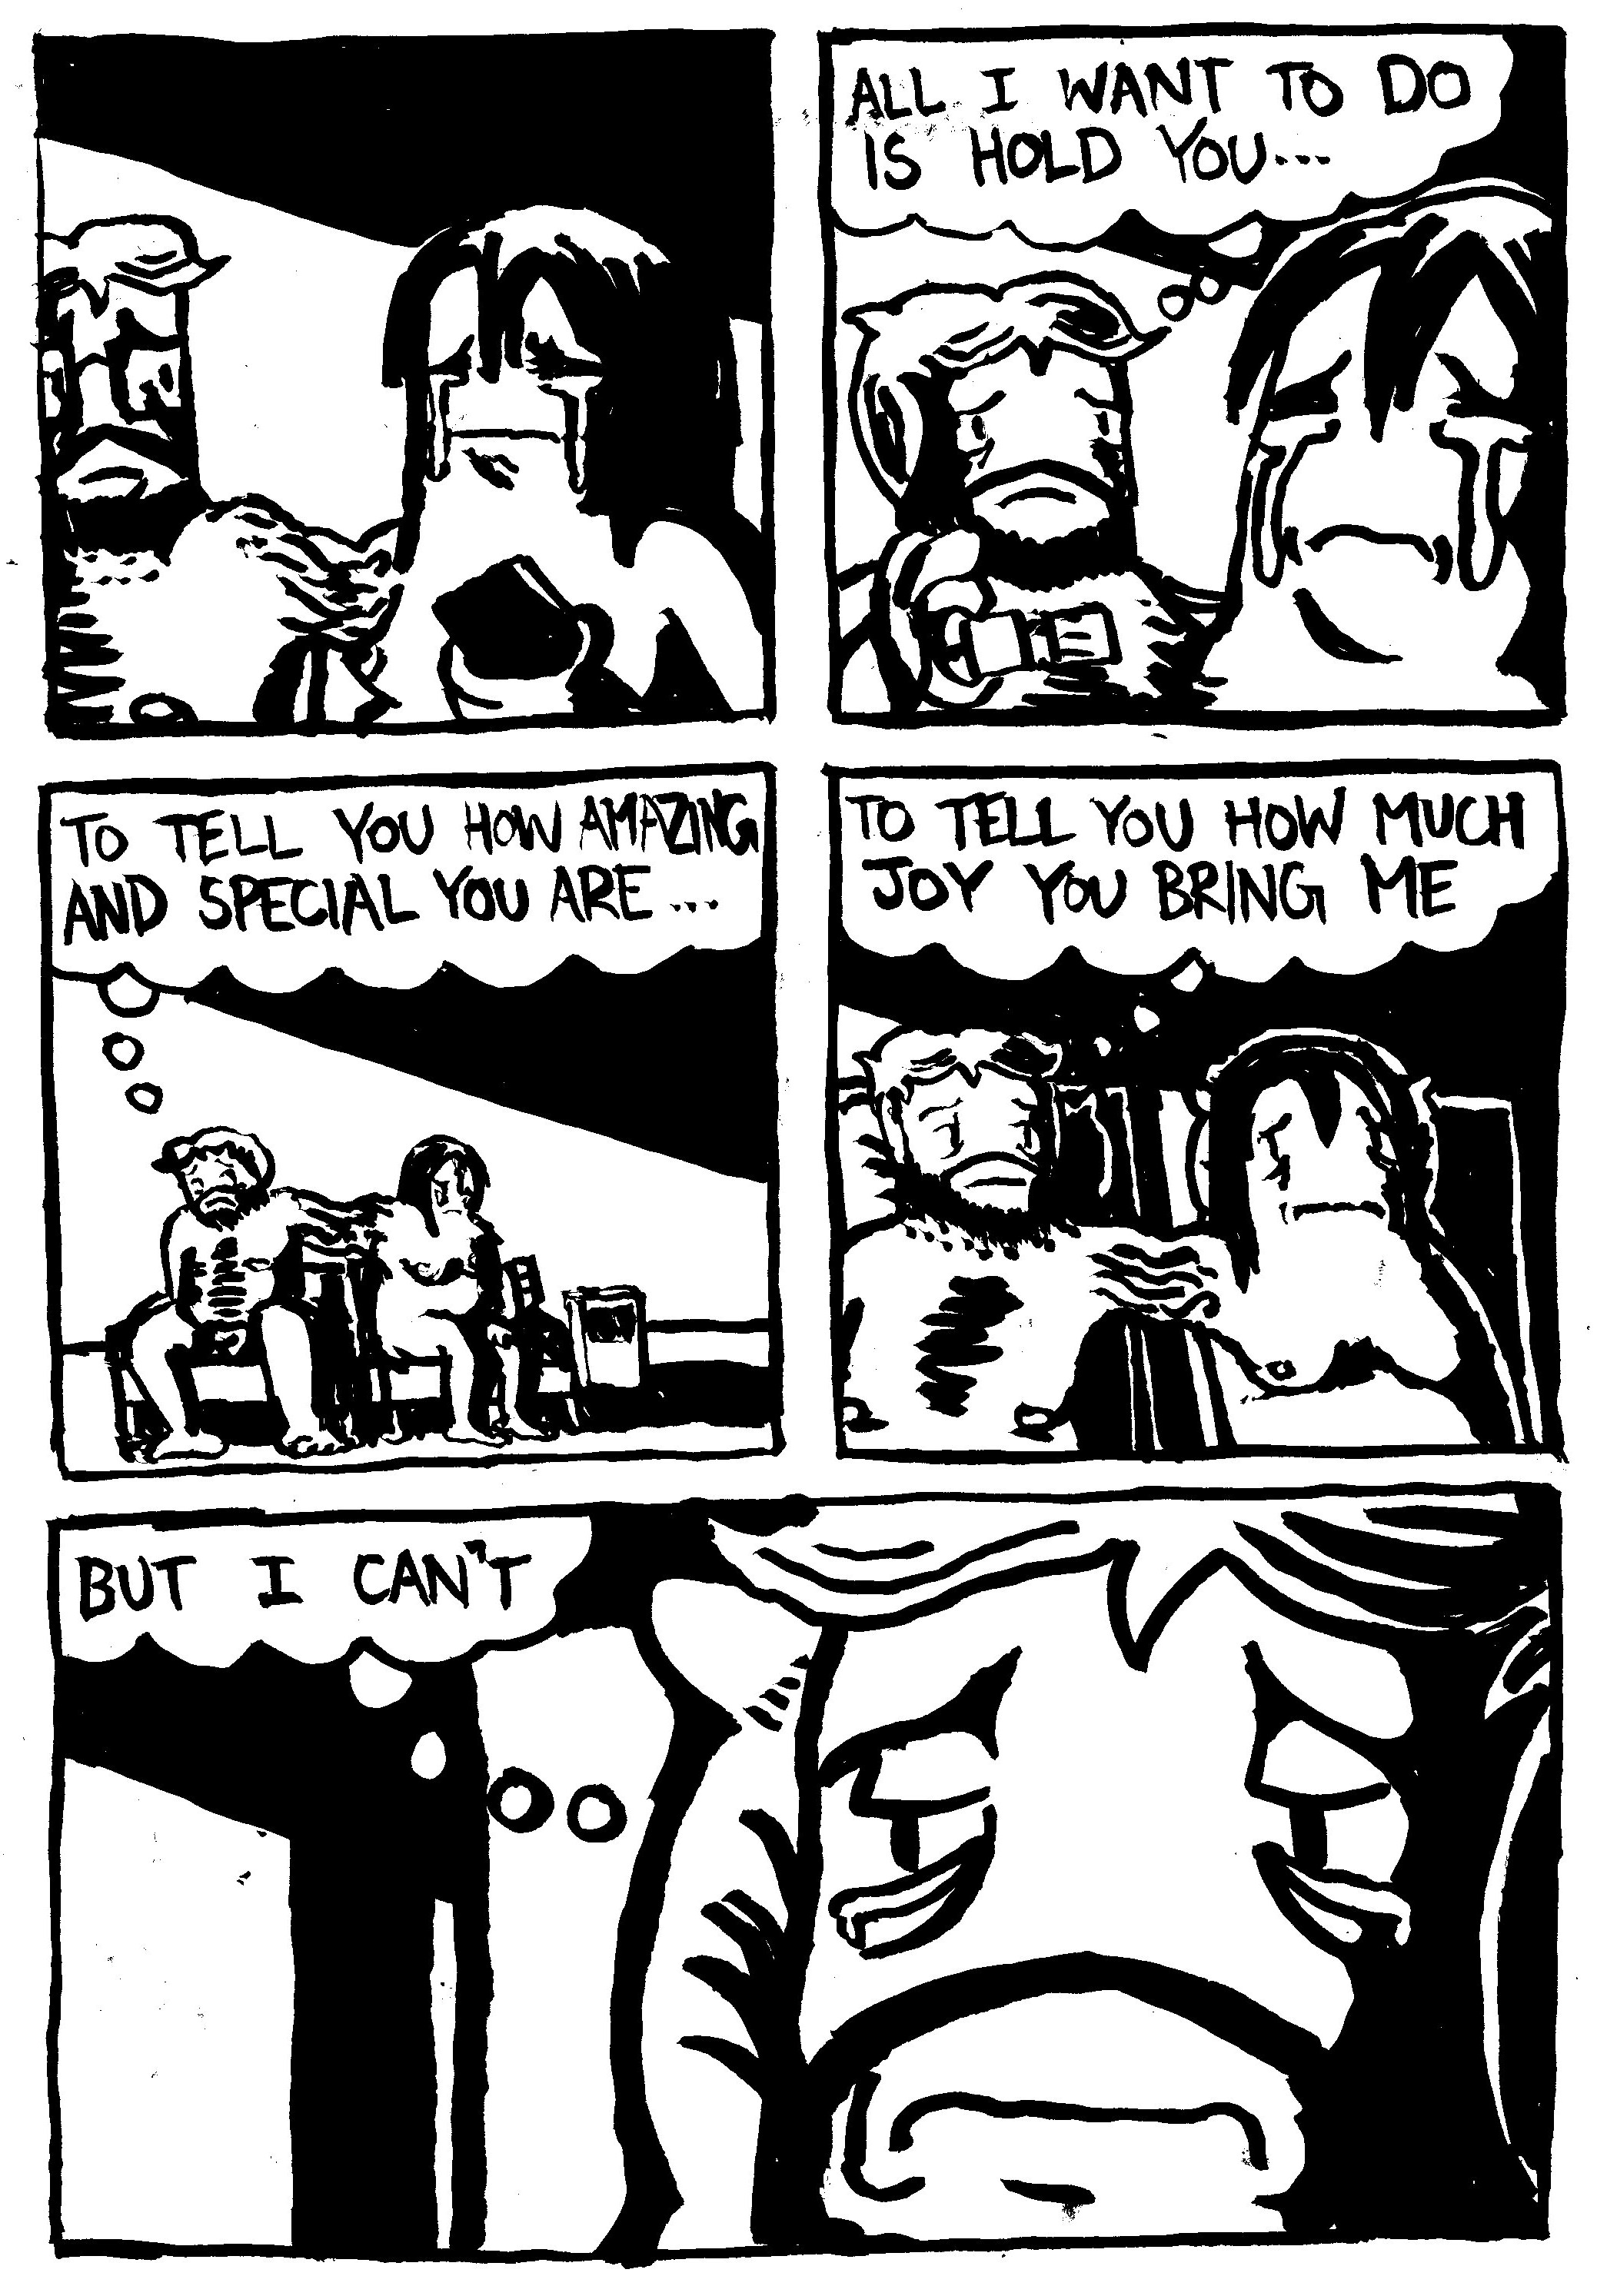 ALL I WANT TO DO
IS HOLD YOU...
TO TELL YOU HOW AMAZING
AND SPECIAL YOU ARE...
TO TELL YOU HOW MUCH
JOY YOU BRING ME
BUT I CAN'T